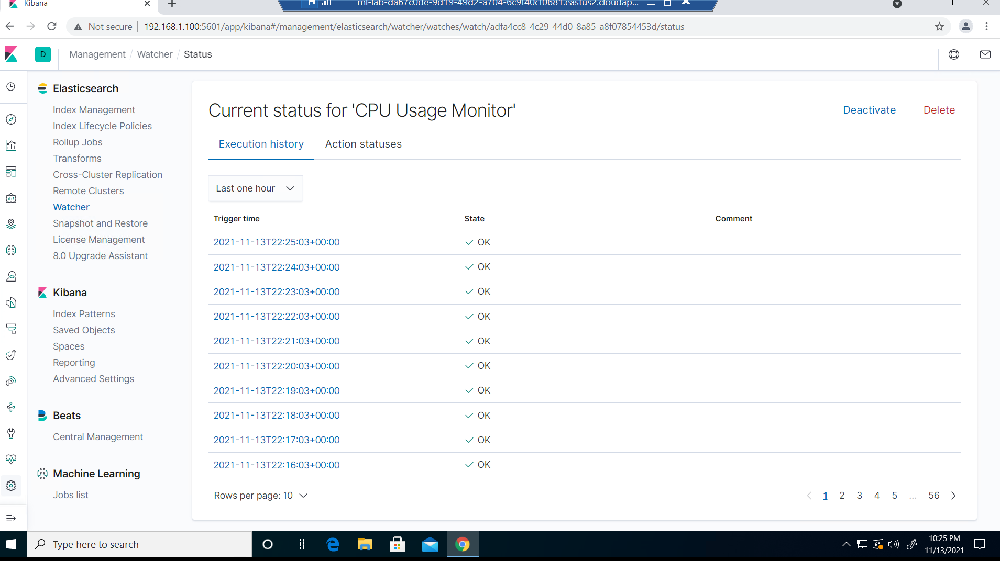 Kibana
ml-lab-da67c0de-9d19-49d2-a704-6c9f40cf0681.eastus2.cloudap...
Not secure
192.168.1.100:5601/app/kibana#/management/elasticsearch/watcher/watches/watch/adfa4cc8-4c29-44d0-8a85-a8f07854453d/status
D
Management / Watcher / Status
Elasticsearch
Index Management
Index Lifecycle Policies
Rollup Jobs
Transforms
Cross-Cluster Replication
Remote Clusters
Watcher
Snapshot and Restore
License Management
8.0 Upgrade Assistant
Kibana
Index Patterns
Saved Objects
Spaces
Reporting
Advanced Settings
Beats
Central Management
Machine Learning
Jobs list
Current status for 'CPU Usage Monitor'
Deactivate
Delete
Execution history
Action statuses
Last one hour
Trigger time State Comment
2021-11-13T22:25:03+00:00 OK
2021-11-13T22:24:03+00:00 OK
2021-11-13T22:23:03+00:00 OK
2021-11-13T22:22:03+00:00 OK
2021-11-13T22:21:03+00:00 OK
2021-11-13T22:20:03+00:00 OK
2021-11-13T22:19:03+00:00 OK
2021-11-13T22:18:03+00:00 OK
2021-11-13T22:17:03+00:00 OK
2021-11-13T22:16:03+00:00 OK
Rows per page: 10
1 2 3 4 5 ... 56
Type here to search
10:25 PM
11/13/2021